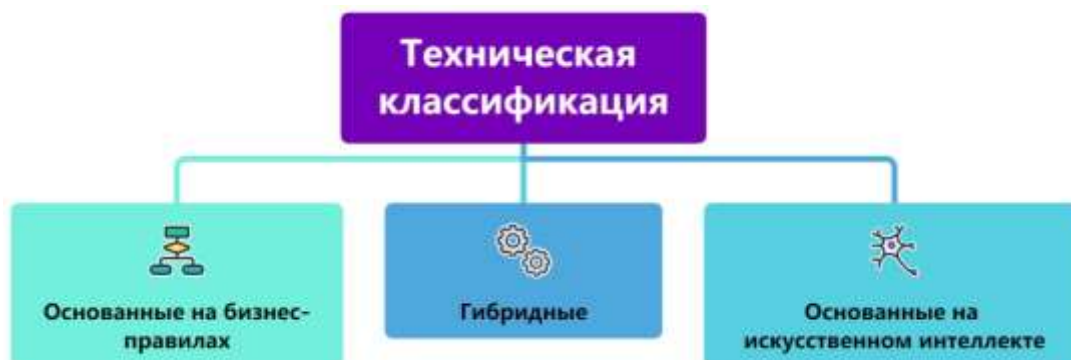 Техническая
классификация
Основанные на бизнес-
правилах
Гибридные
Основанные на
искусственном интеллекте